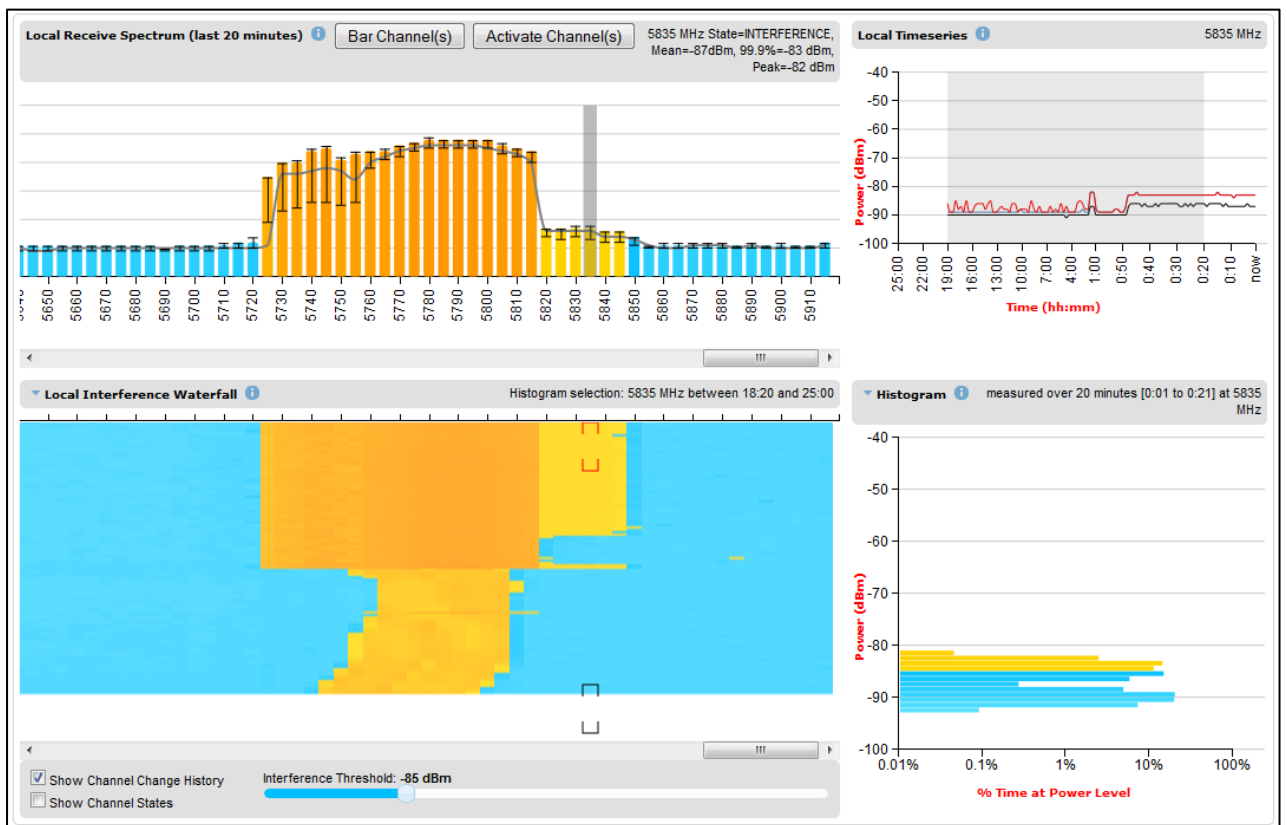 Local Receive Spectrum (last 20 minutes) i Bar Channel(s) Activate Channel(s) 5835 MHz State=INTERFERENCE,
Mean=-87dBm, 99.9%=-83 dBm,
Peak=-82 dBm
5650 5660 5670 5680 5690 5700 5710 5720 5730 5740 5750 5760 5770 5780 5790 5800 5810 5820 5830 5840 5850 5860 5870 5880 5890 5900 5910
Local Timeseries i 5835 MHz
-40
-50
-60
-70
-80
-90
-100
Power (dBm)
25:00 22:00 19:00 16:00 13:00 10:00 7:00 4:00 1:00 0:50 0:40 0:30 0:20 0:10 now
Time (hh:mm)
Local Interference Waterfall i Histogram selection: 5835 MHz between 18:20 and 25:00
Show Channel Change History
Show Channel States
Interference Threshold: -85 dBm
Histogram i measured over 20 minutes [0:01 to 0:21] at 5835
MHz
-40
-50
-60
-70
-80
-90
-100
Power (dBm)
0.01% 0.1% 1% 10% 100%
% Time at Power Level